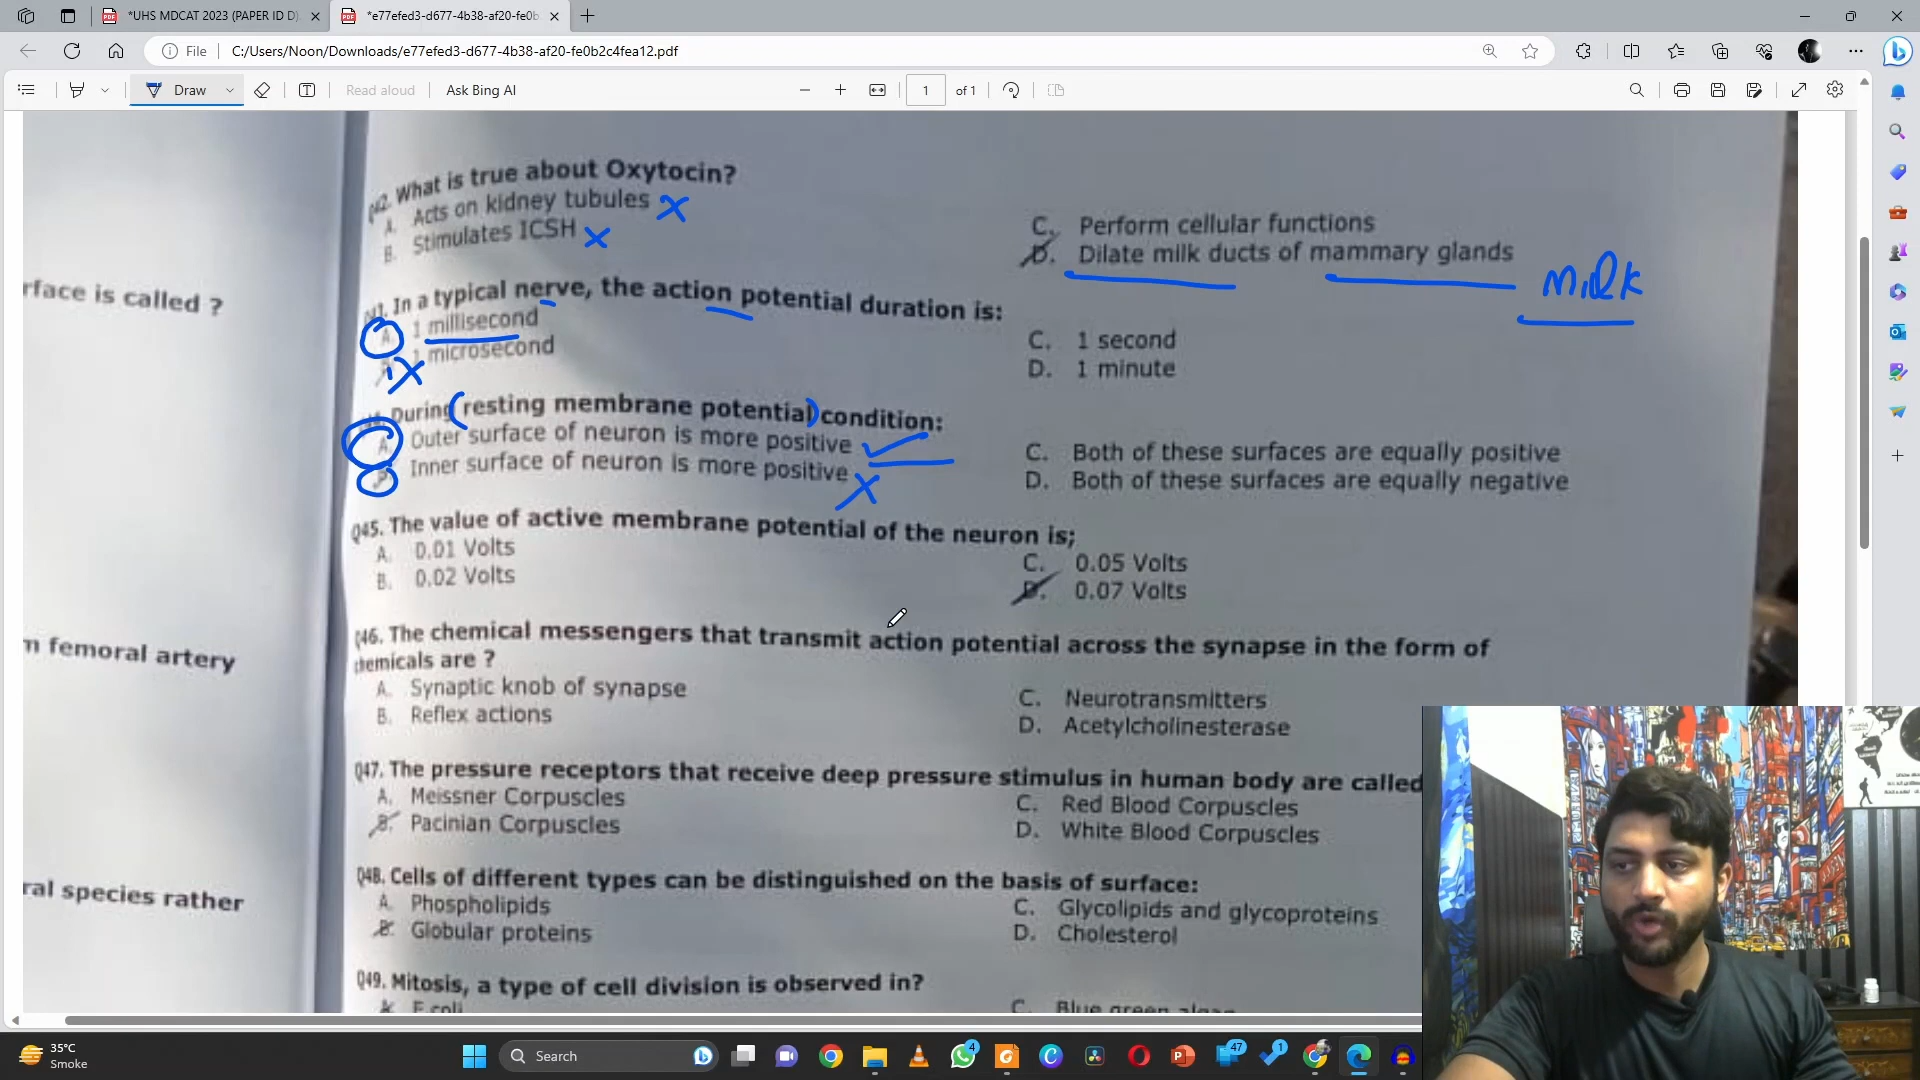 *UHS MDCAT 2023 (PAPER ID D).
*e77efed3-d677-4b38-af20-fe0b
File C:/Users/Noon/Downloads/e77efed3-d677-4b38-af20-fe0b2c4fea12.pdf
Draw
Read aloud
Ask Bing AI
1 of 1
rface is called ?
m femoral artery
ral species rather
What is true about Oxytocin?
A. Acts on kidney tubules
B. Stimulates ICSH
C. Perform cellular functions
D. Dilate milk ducts of mammary glands
milk
In a typical nerve, the action potential duration is:
A. 1 millisecond
1 microsecond
C. 1 second
D. 1 minute
During (resting membrane potential) condition:
A. Outer surface of neuron is more positive
Inner surface of neuron is more positive
C. Both of these surfaces are equally positive
D. Both of these surfaces are equally negative
Q45. The value of active membrane potential of the neuron is;
A. 0.01 Volts
B. 0.02 Volts
C. 0.05 Volts
D. 0.07 Volts
Q46. The chemical messengers that transmit action potential across the synapse in the form of
chemicals are ?
A. Synaptic knob of synapse
B. Reflex actions
C. Neurotransmitters
D. Acetylcholinesterase
Q47. The pressure receptors that receive deep pressure stimulus in human body are called
A. Meissner Corpuscles
B. Pacinian Corpuscles
C. Red Blood Corpuscles
D. White Blood Corpuscles
Q48. Cells of different types can be distinguished on the basis of surface:
A. Phospholipids
B. Globular proteins
C. Glycolipids and glycoproteins
D. Cholesterol
Q49. Mitosis, a type of cell division is observed in?
E.coli
C. Blue green algae
35°C
Smoke
Search
4
47
1